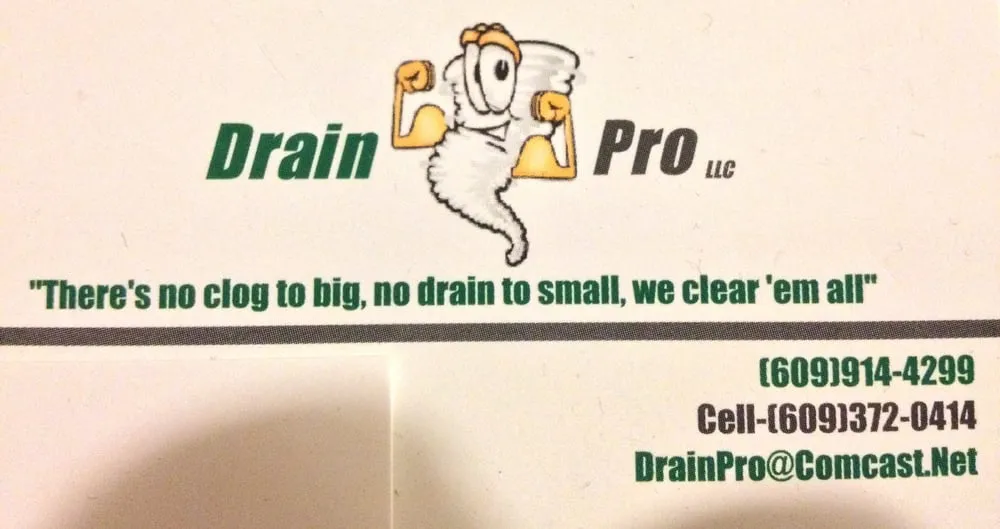 Drain Pro LLC
"There's no clog to big, no drain to small, we clear 'em all"
(609)914-4299
Cell-(609)372-0414
DrainPro@Comcast.Net